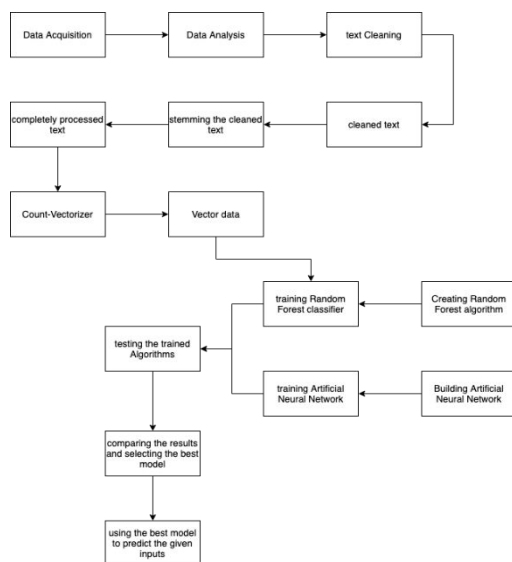 Data Acquisition
Data Analysis
text Cleaning
completely processed
text
stemming the cleaned
text
cleaned text
Count-Vectorizer
Vector data
training Random
Forest classifier
Creating Random
Forest algorithm
testing the trained
Algorithms
training Artificial
Neural Network
Building Artificial
Neural Network
comparing the results
and selecting the best
model
using the best model
to predict the given
inputs